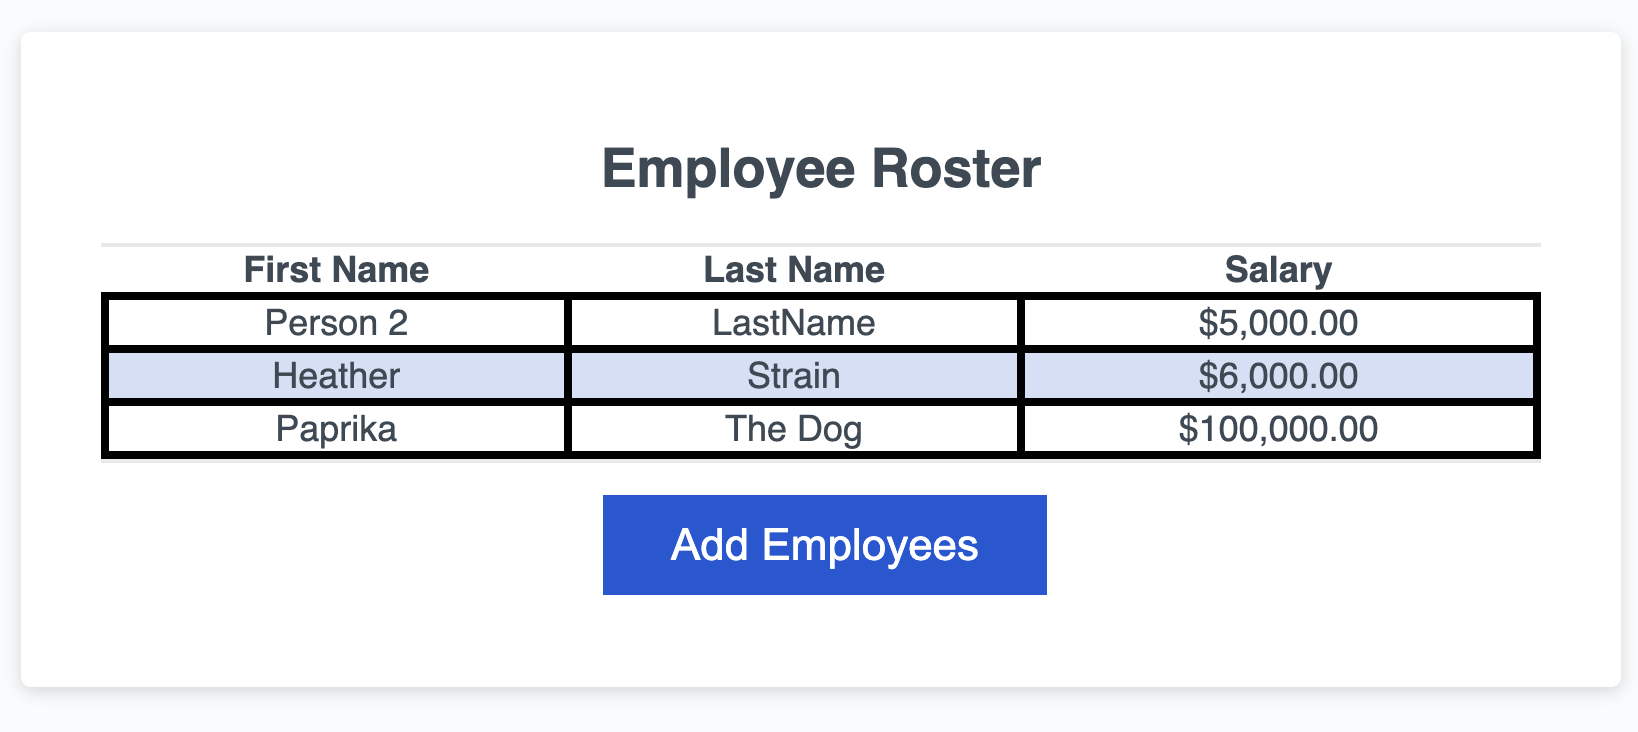 Employee Roster
First Name Last Name Salary
Person 2 LastName $5,000.00
Heather Strain $6,000.00
Paprika The Dog $100,000.00
Add Employees